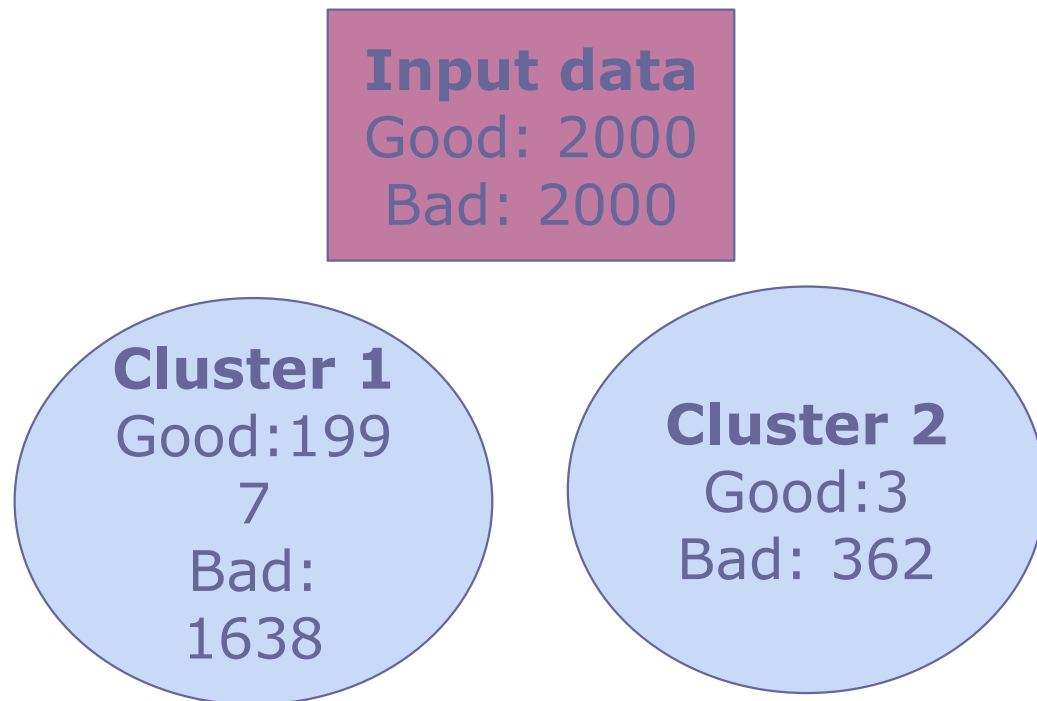 Input data
Good: 2000
Bad: 2000
Cluster 1
Good:199
7
Bad:
1638
Cluster 2
Good:3
Bad: 362